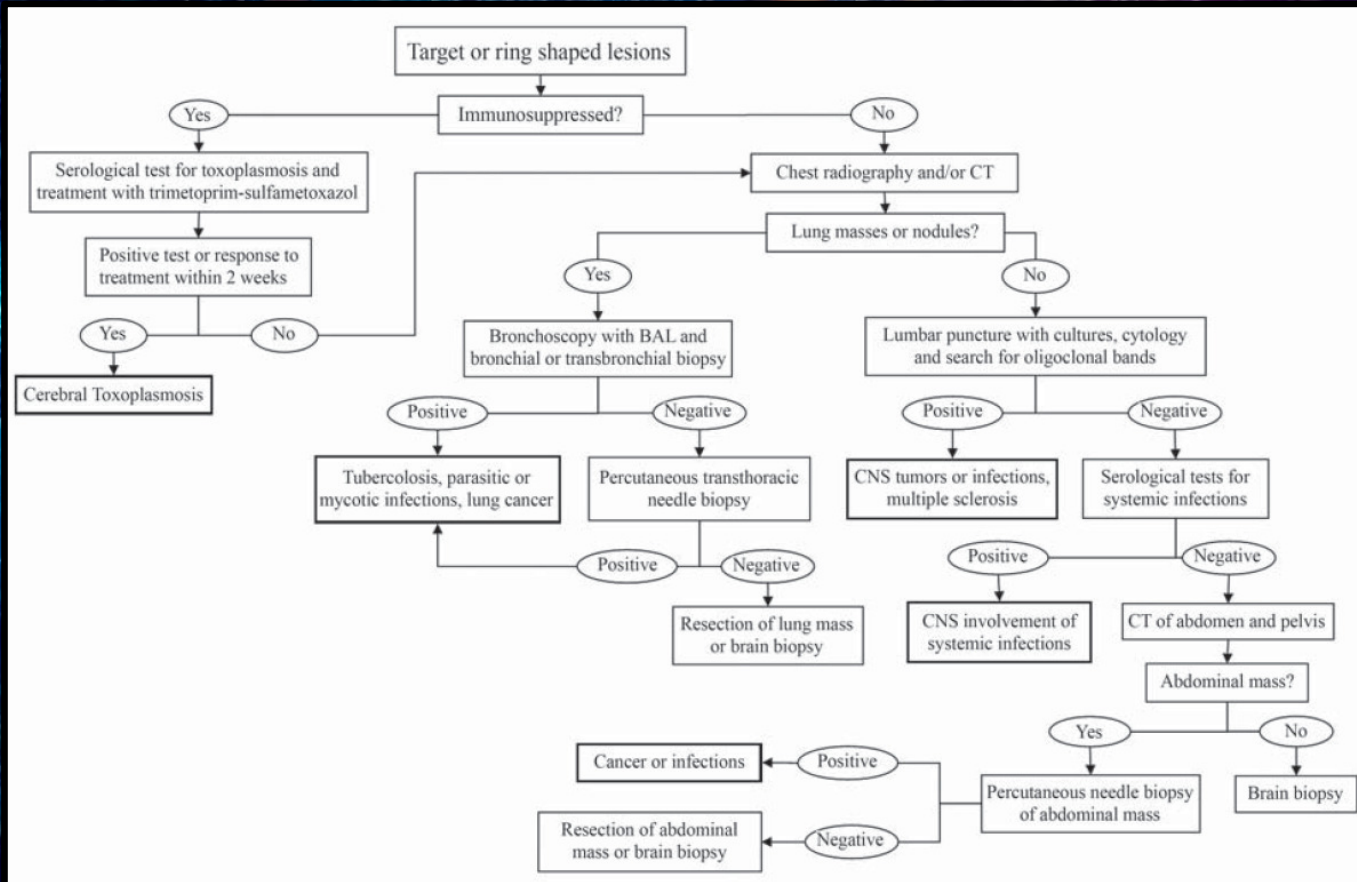 Target or ring shaped lesions
Immunosuppressed?
Yes
No
Serological test for toxoplasmosis and
treatment with trimetoprim-sulfametoxazol
Chest radiography and/or CT
Lung masses or nodules?
Positive test or response to
treatment within 2 weeks
Yes
No
Yes
No
Bronchoscopy with BAL and
bronchial or transbronchial biopsy
Lumbar puncture with cultures, cytology
and search for oligoclonal bands
Cerebral Toxoplasmosis
Positive
Negative
Positive
Negative
Tubercolosis, parasitic or
mycotic infections, lung cancer
Percutaneous transthoracic
needle biopsy
CNS tumors or infections,
multiple sclerosis
Serological tests for
systemic infections
Positive
Negative
Positive
Negative
Resection of lung mass
or brain biopsy
CNS involvement of
systemic infections
CT of abdomen and pelvis
Abdominal mass?
Yes
No
Cancer or infections
Positive
Percutaneous needle biopsy
of abdominal mass
Brain biopsy
Resection of abdominal
mass or brain biopsy
Negative